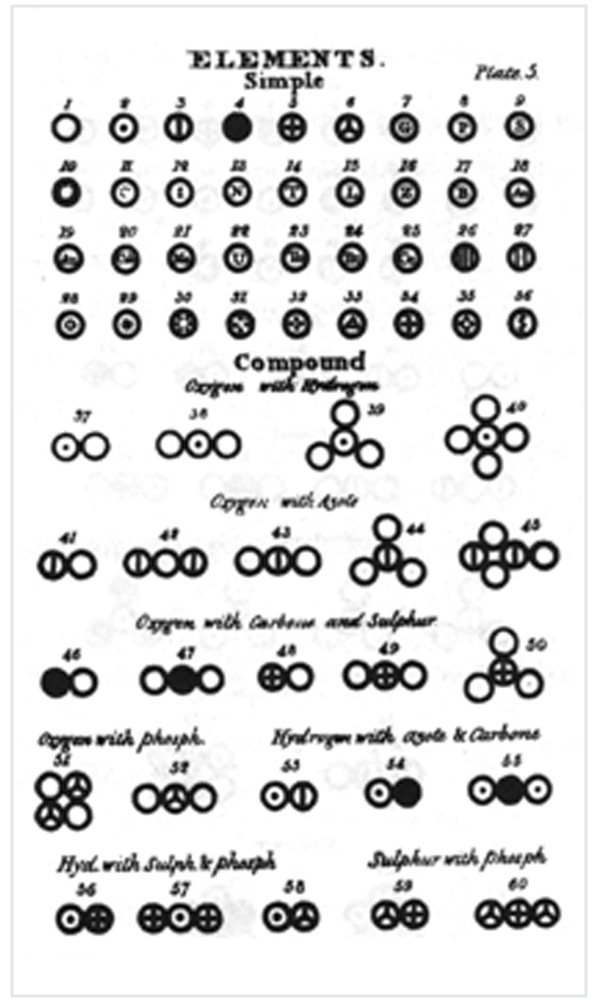 ELEMENTS.
Simple
Plate. 5.
1 2 3 4 5 6 7 8 9
G P
10 11 12 13 14 15 16 17 18
C I N T L Z B
19 20 21 22 23 24 25 26 27
U
28 29 30 31 32 33 34 35 36
Compound
Oxygen with Hydrogen
37 38 39 40
Oxygen with Azote
41 42 43 44 45
Oxygen with Carbone and Sulphur
46 47 48 49 50
Oxygen with phosph. Hydrogen with azote & Carbone
51 52 53 54 55
Hyd. with Sulph. & phosph Sulphur with phosph
56 57 58 59 60